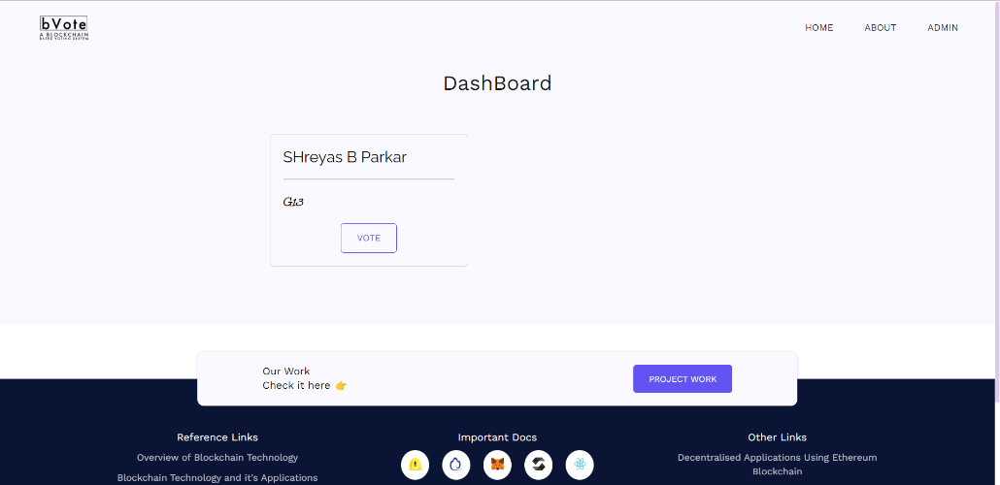 bVote
A BLOCKCHAIN
BASED VOTING SYSTEM
HOME ABOUT ADMIN
DashBoard
SHreyas B Parkar
G13
VOTE
Our Work
Check it here 👉
PROJECT WORK
Reference Links
Overview of Blockchain Technology
Blockchain Technology and it's Applications
Important Docs
Other Links
Decentralised Applications Using Ethereum
Blockchain